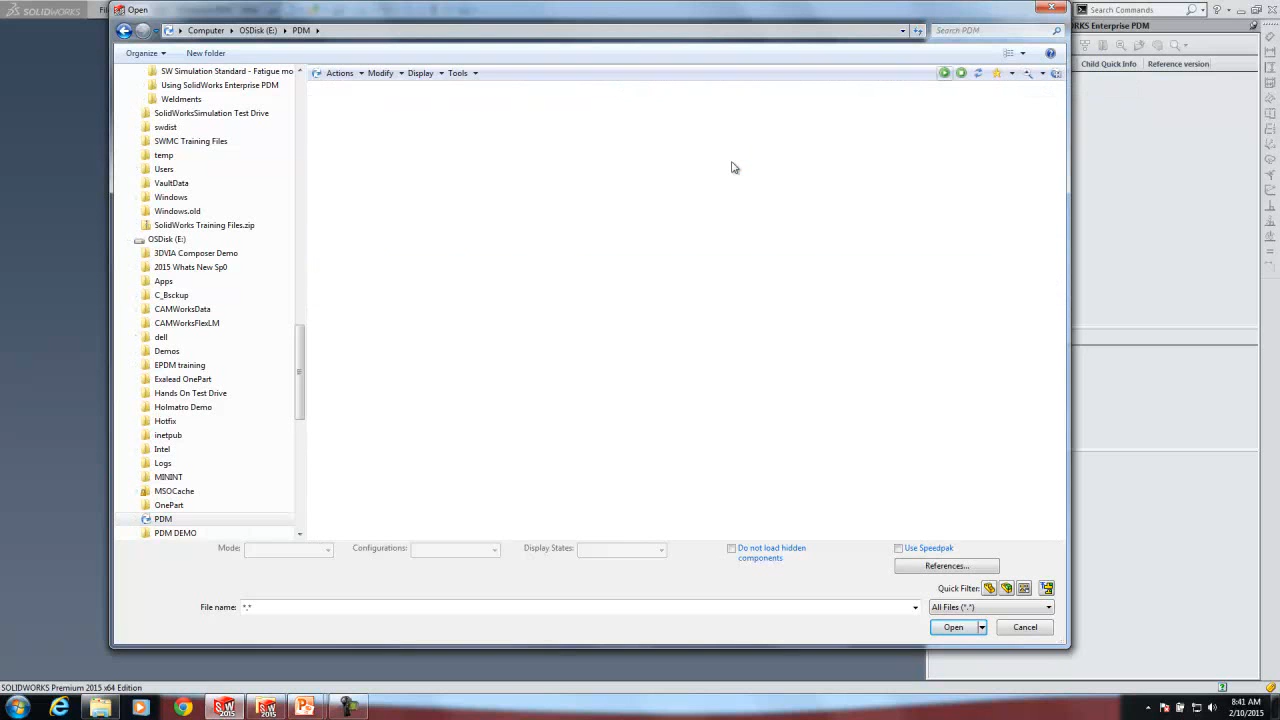 SOLIDWORKS
Open
Search Commands
Computer
OSDisk (E:)
PDM
Search PDM
RKS Enterprise PDM
Organize
New folder
Child Quick Info
Reference version
Actions
Modify
Display
Tools
SW Simulation Standard - Fatigue mo
Using SolidWorks Enterprise PDM
Weldments
SolidWorksSimulation Test Drive
swdist
SWMC Training Files
temp
Users
VaultData
Windows
Windows.old
SolidWorks Training Files.zip
OSDisk (E:)
3DVIA Composer Demo
2015 Whats New Sp0
Apps
C_Bsckup
CAMWorksData
CAMWorksFlexLM
dell
Demos
EPDM training
Exalead OnePart
Hands On Test Drive
Holmatro Demo
Hotfix
inetpub
Intel
Logs
MININT
MSOCache
OnePart
PDM
PDM DEMO
Mode:
Configurations:
Display States:
Do not load hidden
components
Use Speedpak
References...
Quick Filter:
File name:
*.*
All Files (*.*)
Open
Cancel
SOLIDWORKS Premium 2015 x64 Edition
8:41 AM
2/10/2015